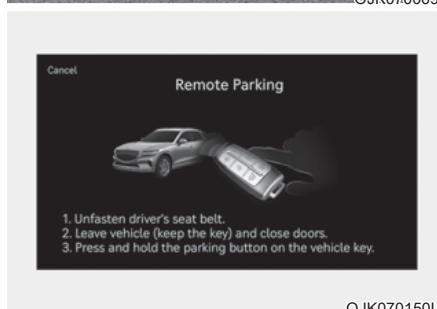 Cancel
Remote Parking
1. Unfasten driver's seat belt.
2. Leave vehicle (keep the key) and close doors.
3. Press and hold the parking button on the vehicle key.